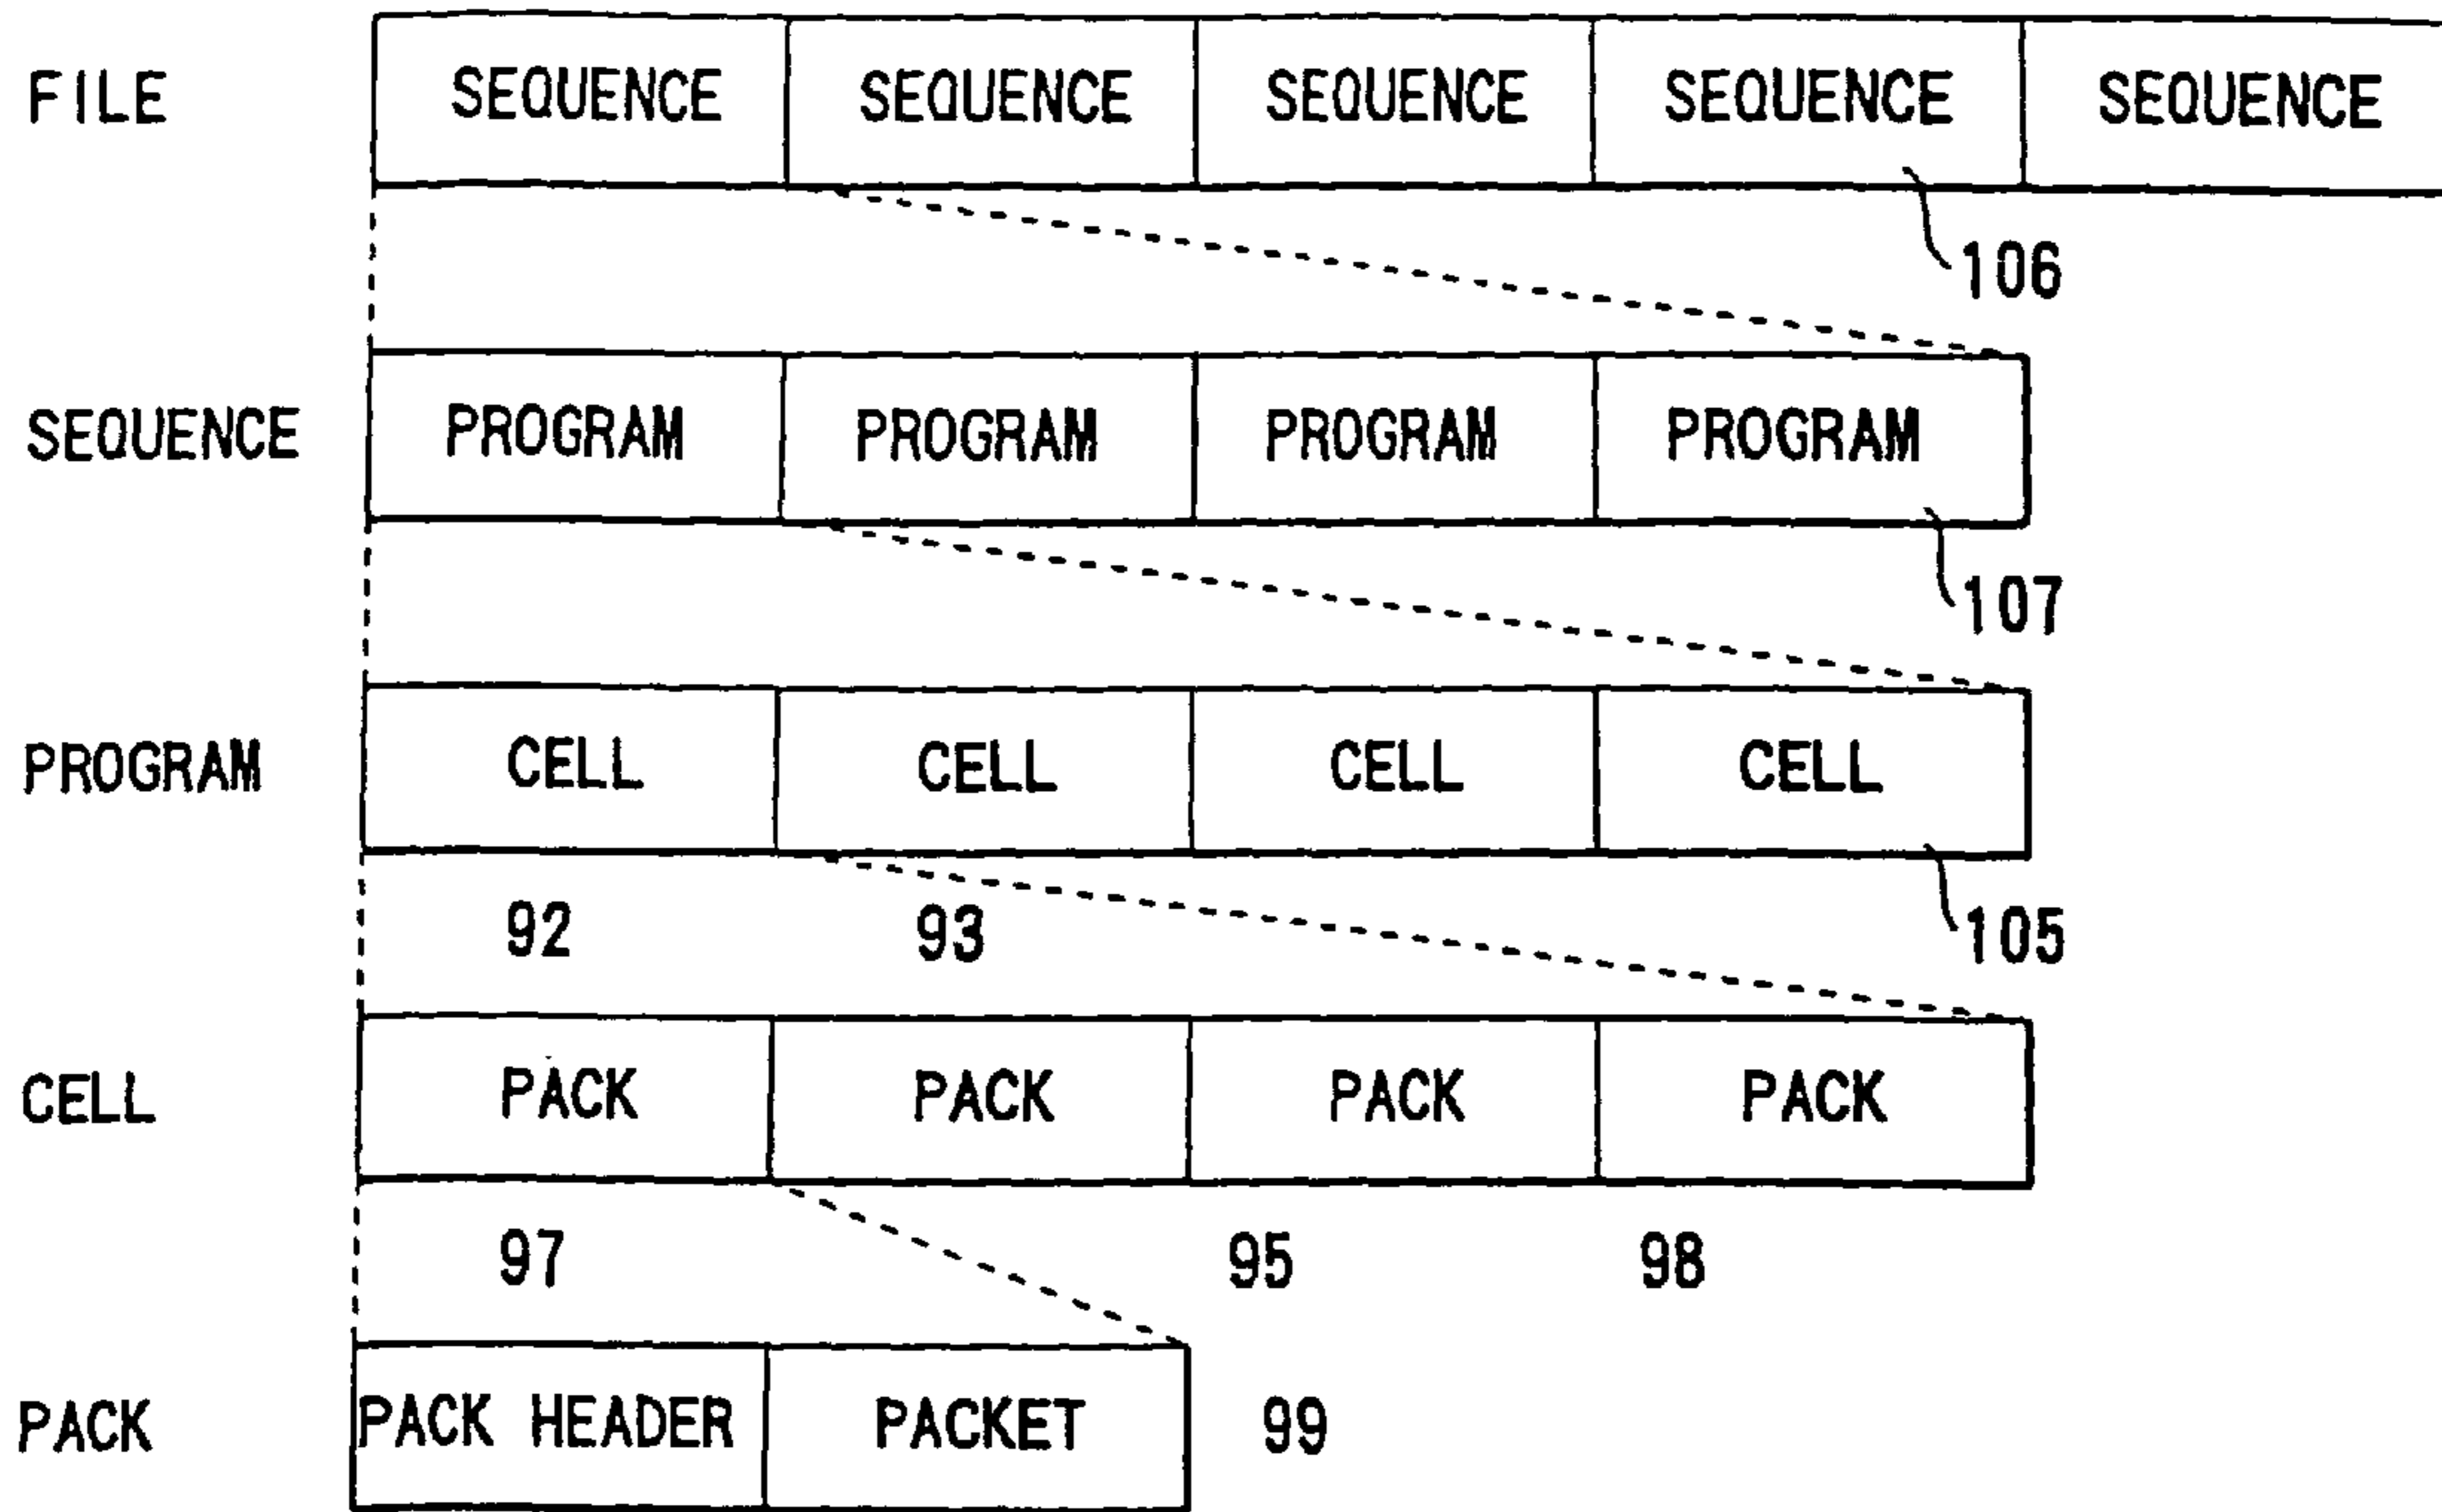 FILE SEQUENCE SEQUENCE SEQUENCE SEQUENCE SEQUENCE
106
SEQUENCE PROGRAM PROGRAM PROGRAM PROGRAM
107
PROGRAM CELL CELL CELL CELL
92 93 105
CELL PACK PACK PACK PACK
97 95 98
PACK PACK HEADER PACKET 99